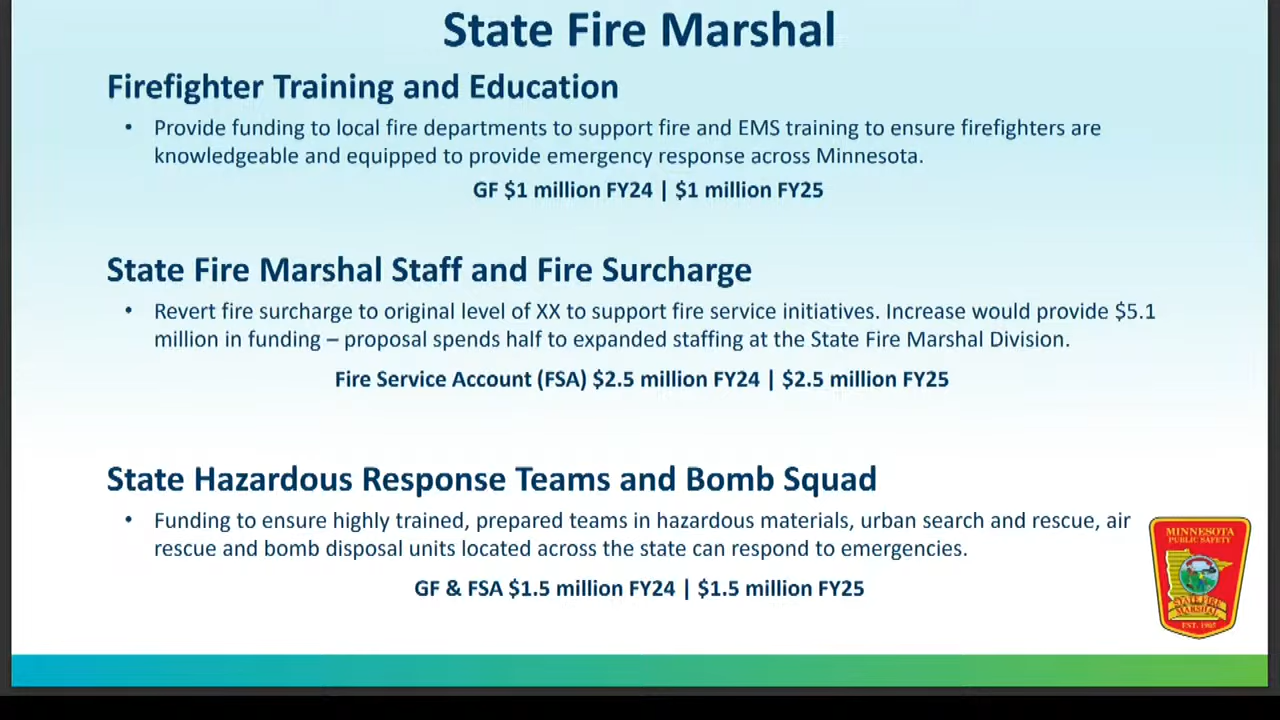 State Fire Marshal
Firefighter Training and Education
• Provide funding to local fire departments to support fire and EMS training to ensure firefighters are
knowledgeable and equipped to provide emergency response across Minnesota.
GF $1 million FY24 | $1 million FY25
State Fire Marshal Staff and Fire Surcharge
• Revert fire surcharge to original level of XX to support fire service initiatives. Increase would provide $5.1
million in funding – proposal spends half to expanded staffing at the State Fire Marshal Division.
Fire Service Account (FSA) $2.5 million FY24 | $2.5 million FY25
State Hazardous Response Teams and Bomb Squad
• Funding to ensure highly trained, prepared teams in hazardous materials, urban search and rescue, air
rescue and bomb disposal units located across the state can respond to emergencies.
GF & FSA $1.5 million FY24 | $1.5 million FY25
MINNESOTA
PUBLIC SAFETY
STATE FIRE
MARSHAL
EST. 1905